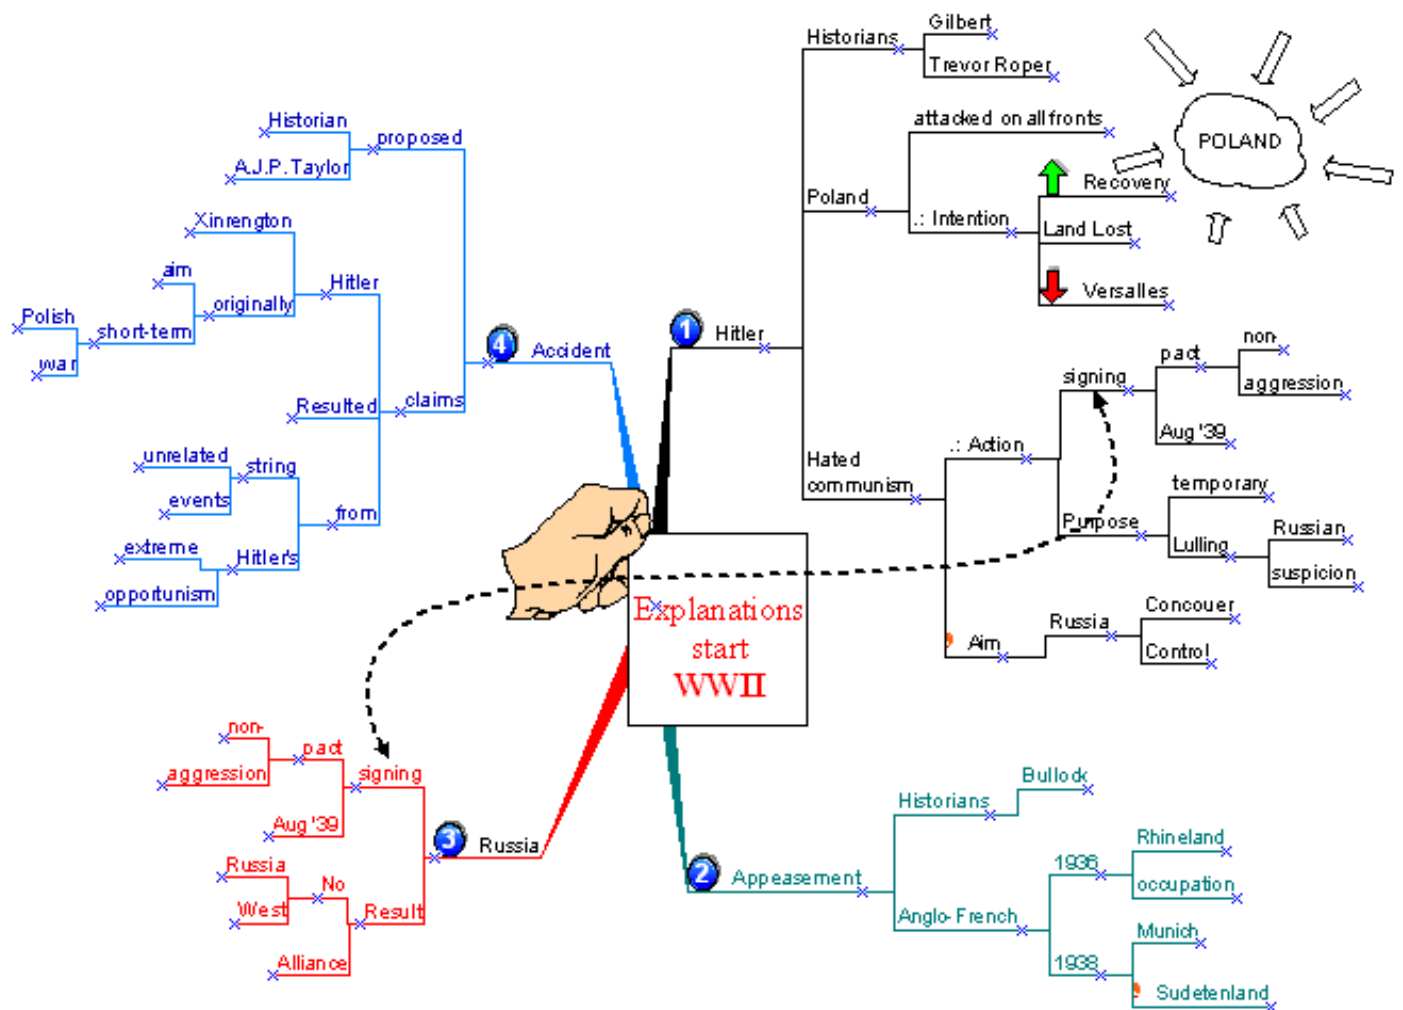 Explanations
start
WWII
1
Hitler
Historians
Gilbert
Trevor Roper
Poland
attacked on all fronts
.: Intention
Recovery
Land Lost
Versalles
POLAND
Hated
communism
.: Action
signing
pact
non-
aggression
Aug '39
Purpose
temporary
Lulling
Russian
suspicion
Aim
Russia
Concouer
Control
2
Appeasement
Historians
Bullock
Anglo-French
1936
Rhineland
occupation
1938
Munich
Sudetenland
3
Russia
signing
pact
non-
aggression
Aug '39
Result
No
Russia
West
Alliance
4
Accident
proposed
Historian
A.J.P. Taylor
claims
Hitler
Xinrengton
originally
aim
short-term
Polish
war
Resulted
from
string
unrelated
events
Hitler's
extreme
opportunism